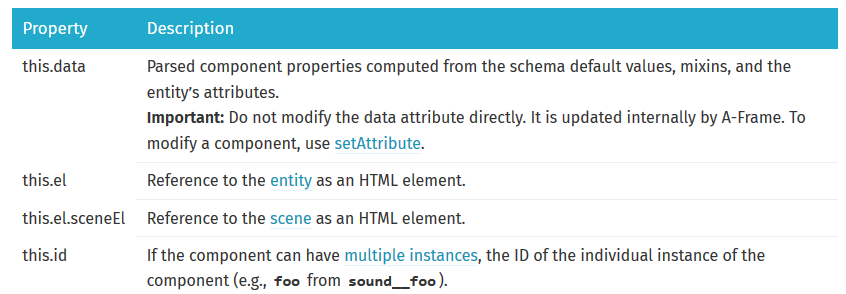 Property Description
this.data Parsed component properties computed from the schema default values, mixins, and the
entity’s attributes.
Important: Do not modify the data attribute directly. It is updated internally by A-Frame. To
modify a component, use setAttribute.
this.el Reference to the entity as an HTML element.
this.el.sceneEl Reference to the scene as an HTML element.
this.id If the component can have multiple instances, the ID of the individual instance of the
component (e.g., foo from sound__foo).